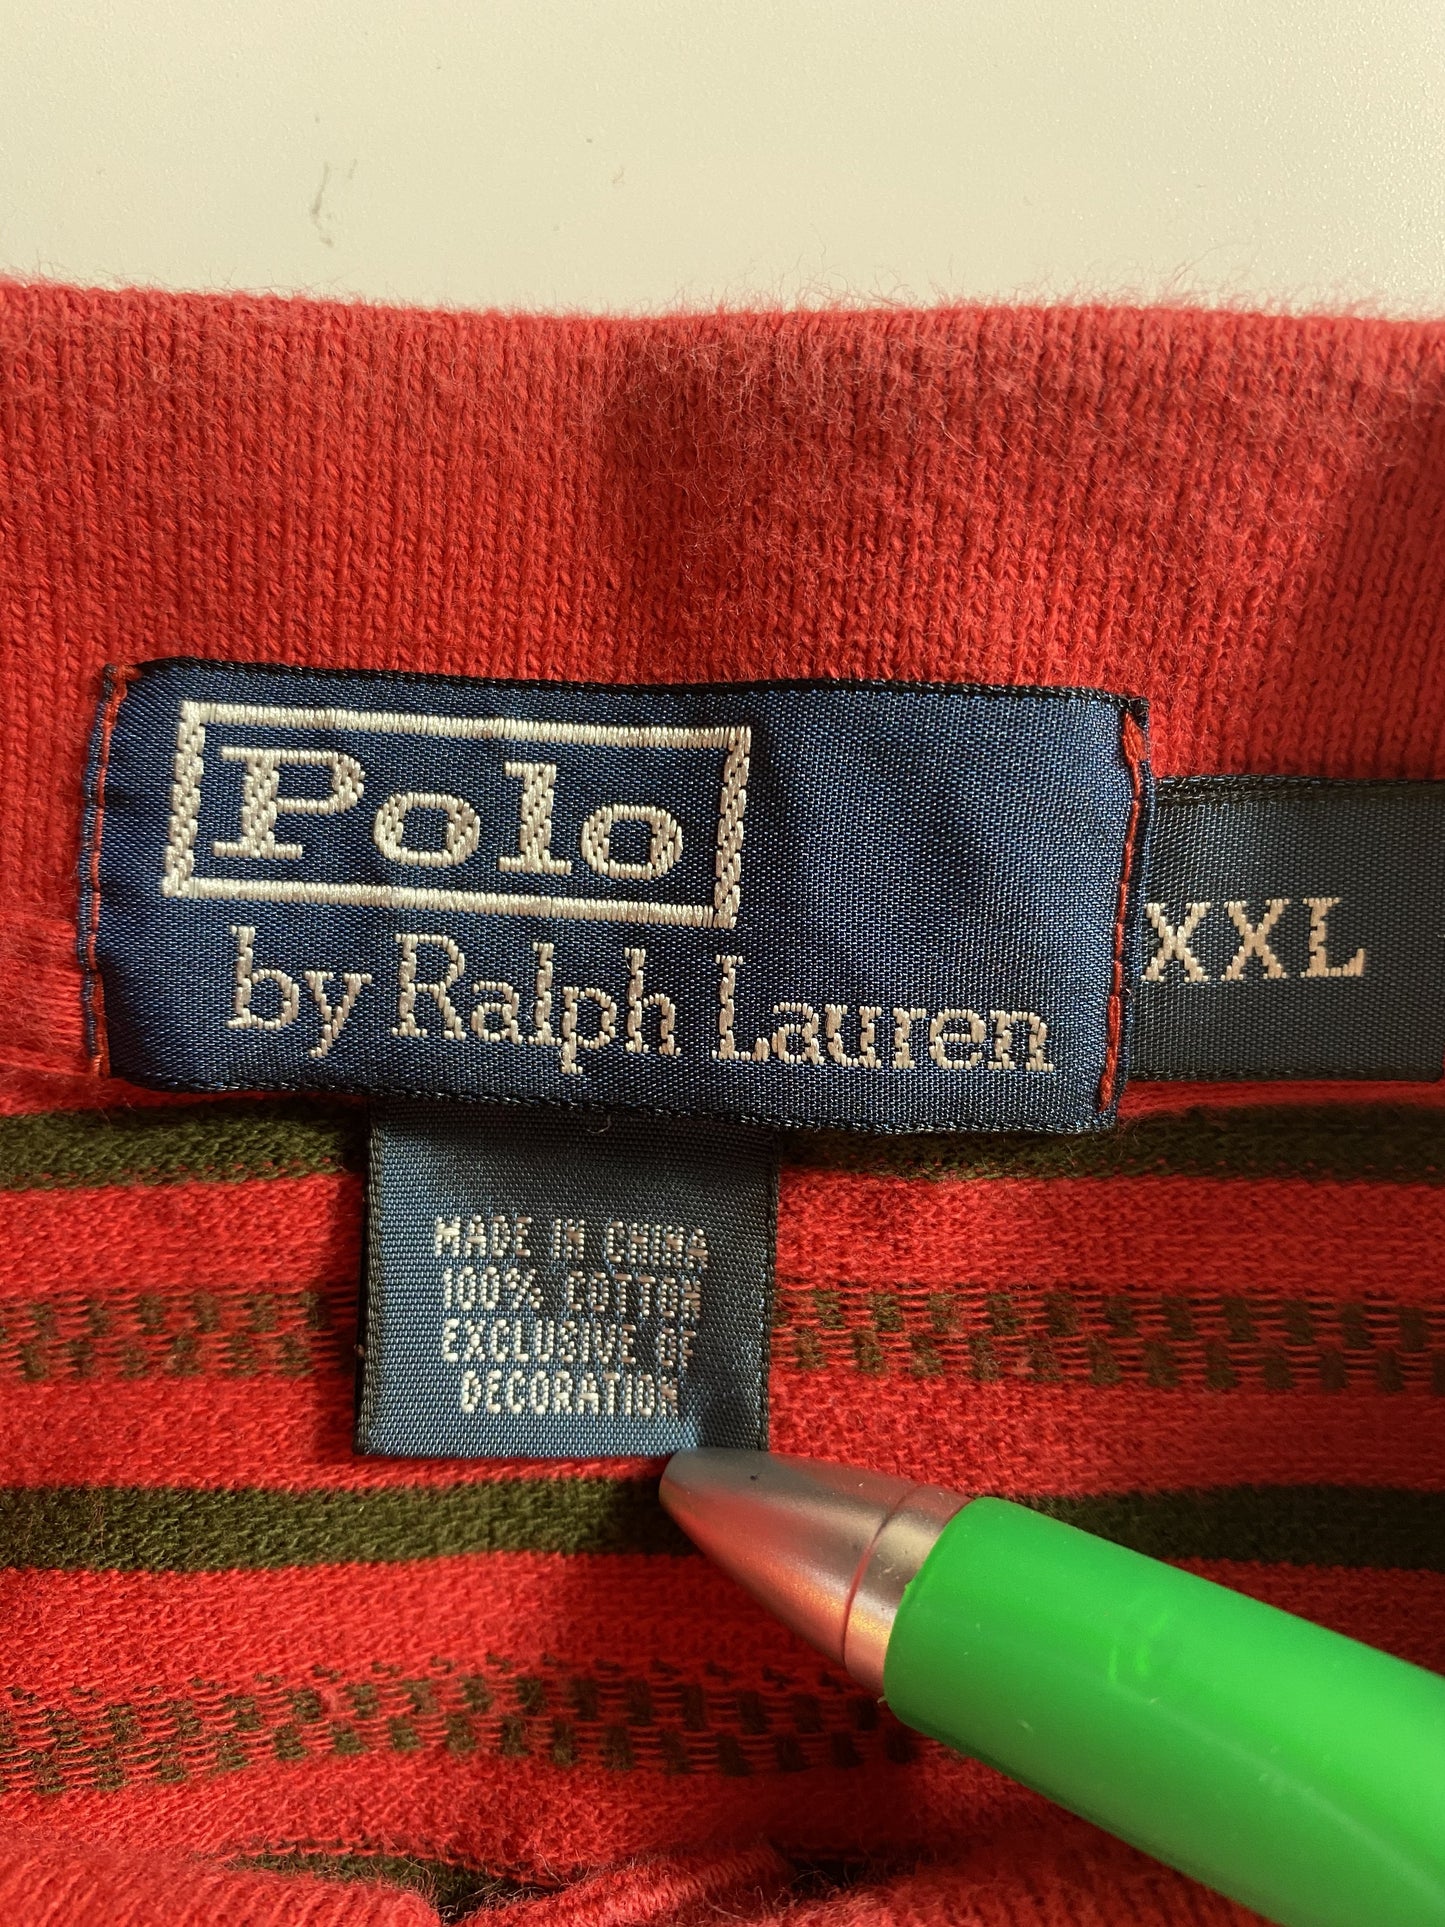 Polo
by Ralph Lauren
XXL
MADE IN CHINA
100% COTTON
EXCLUSIVE OF
DECORATION